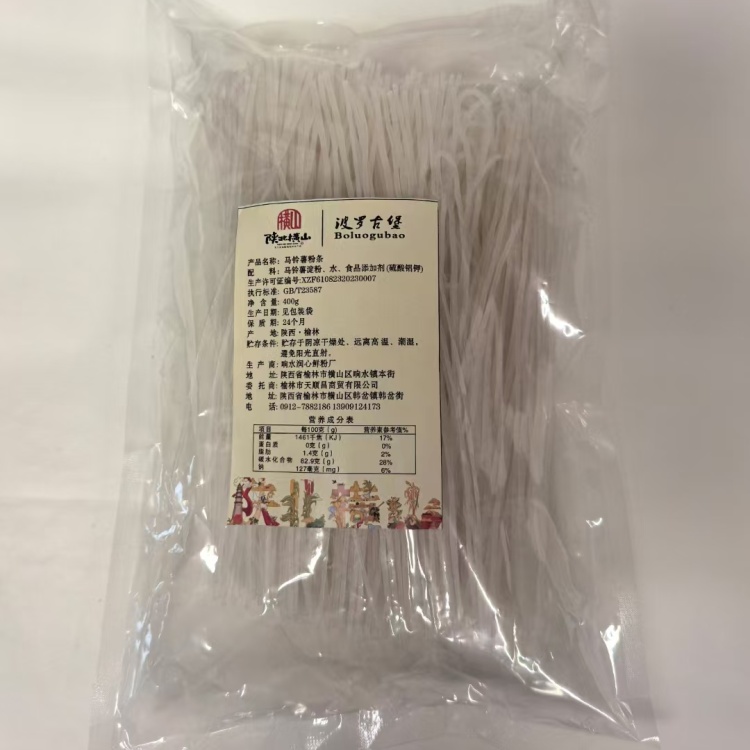 横山
陕北横山
波罗古堡
Boluogubao
产品名称: 马铃薯粉条
配 料: 马铃薯淀粉、水、食品添加剂(硫酸铝钾)
生产许可证编号:XZF61082320230007
执行标准: GB/T23587
净 含 量: 400g
生产日期: 见包装袋
保 质 期: 24个月
产 地: 陕西·榆林
贮存条件: 贮存于阴凉干燥处、远离高温、潮湿,
避免阳光直射。
生 产 商: 响水润心鲜粉厂
地 址: 陕西省榆林市横山区响水镇本街
委 托 商: 榆林市天顺昌商贸有限公司
地 址: 陕西省榆林市横山区韩岔镇韩岔街
电 话: 0912-7882186 13909124173
营养成分表
项目 每100克(g) 营养素参考值%
能量 1461千焦(KJ) 17%
蛋白质 0克(g) 0%
脂肪 1.4克(g) 2%
碳水化合物 62.9克(g) 28%
钠 127毫克(mg) 6%
陕北横山